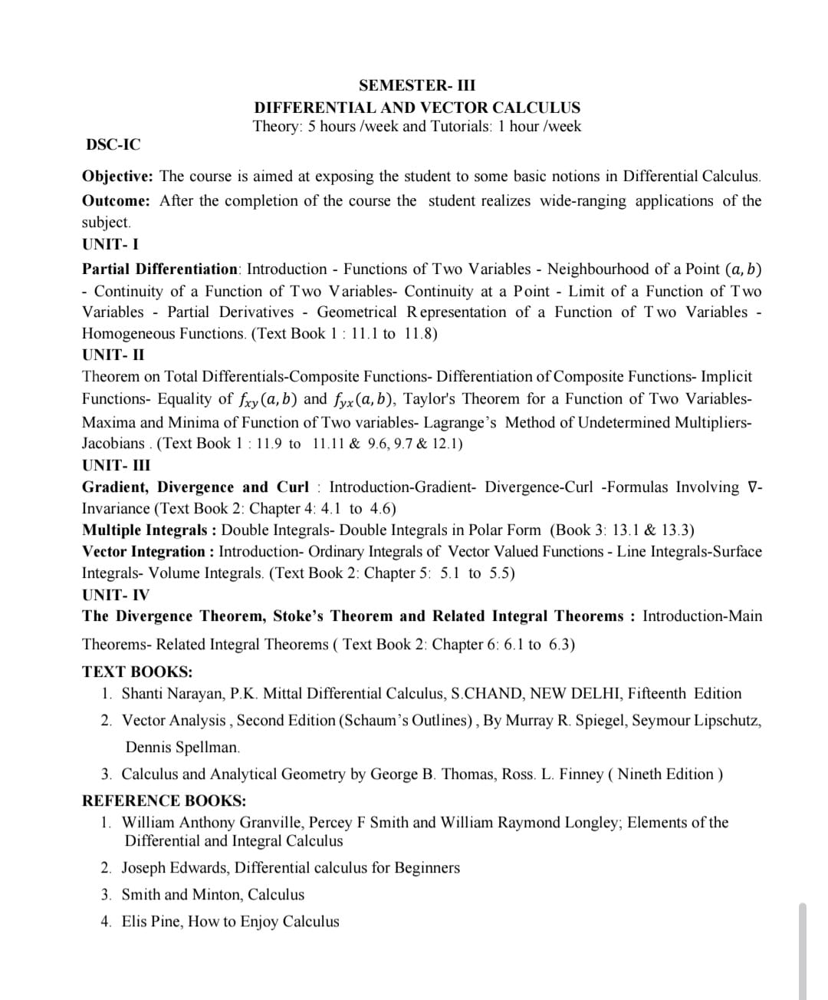 SEMESTER- III
DIFFERENTIAL AND VECTOR CALCULUS
Theory: 5 hours /week and Tutorials: 1 hour /week
DSC-IC
Objective: The course is aimed at exposing the student to some basic notions in Differential Calculus.
Outcome: After the completion of the course the student realizes wide-ranging applications of the
subject.
UNIT- I
Partial Differentiation: Introduction - Functions of Two Variables - Neighbourhood of a Point (a, b)
- Continuity of a Function of Two Variables- Continuity at a Point - Limit of a Function of Two
Variables - Partial Derivatives - Geometrical Representation of a Function of Two Variables -
Homogeneous Functions. (Text Book 1 : 11.1 to 11.8)
UNIT- II
Theorem on Total Differentials-Composite Functions- Differentiation of Composite Functions- Implicit
Functions- Equality of fxy(a, b) and fyx(a, b), Taylor's Theorem for a Function of Two Variables-
Maxima and Minima of Function of Two variables- Lagrange’s Method of Undetermined Multipliers-
Jacobians . (Text Book 1 : 11.9 to 11.11 & 9.6, 9.7 & 12.1)
UNIT- III
Gradient, Divergence and Curl : Introduction-Gradient- Divergence-Curl -Formulas Involving ∇-
Invariance (Text Book 2: Chapter 4: 4.1 to 4.6)
Multiple Integrals : Double Integrals- Double Integrals in Polar Form (Book 3: 13.1 & 13.3)
Vector Integration : Introduction- Ordinary Integrals of Vector Valued Functions - Line Integrals-Surface
Integrals- Volume Integrals. (Text Book 2: Chapter 5: 5.1 to 5.5)
UNIT- IV
The Divergence Theorem, Stoke’s Theorem and Related Integral Theorems : Introduction-Main
Theorems- Related Integral Theorems ( Text Book 2: Chapter 6: 6.1 to 6.3)
TEXT BOOKS:
1. Shanti Narayan, P.K. Mittal Differential Calculus, S.CHAND, NEW DELHI, Fifteenth Edition
2. Vector Analysis , Second Edition (Schaum’s Outlines) , By Murray R. Spiegel, Seymour Lipschutz,
Dennis Spellman.
3. Calculus and Analytical Geometry by George B. Thomas, Ross. L. Finney ( Nineth Edition )
REFERENCE BOOKS:
1. William Anthony Granville, Percey F Smith and William Raymond Longley; Elements of the
Differential and Integral Calculus
2. Joseph Edwards, Differential calculus for Beginners
3. Smith and Minton, Calculus
4. Elis Pine, How to Enjoy Calculus